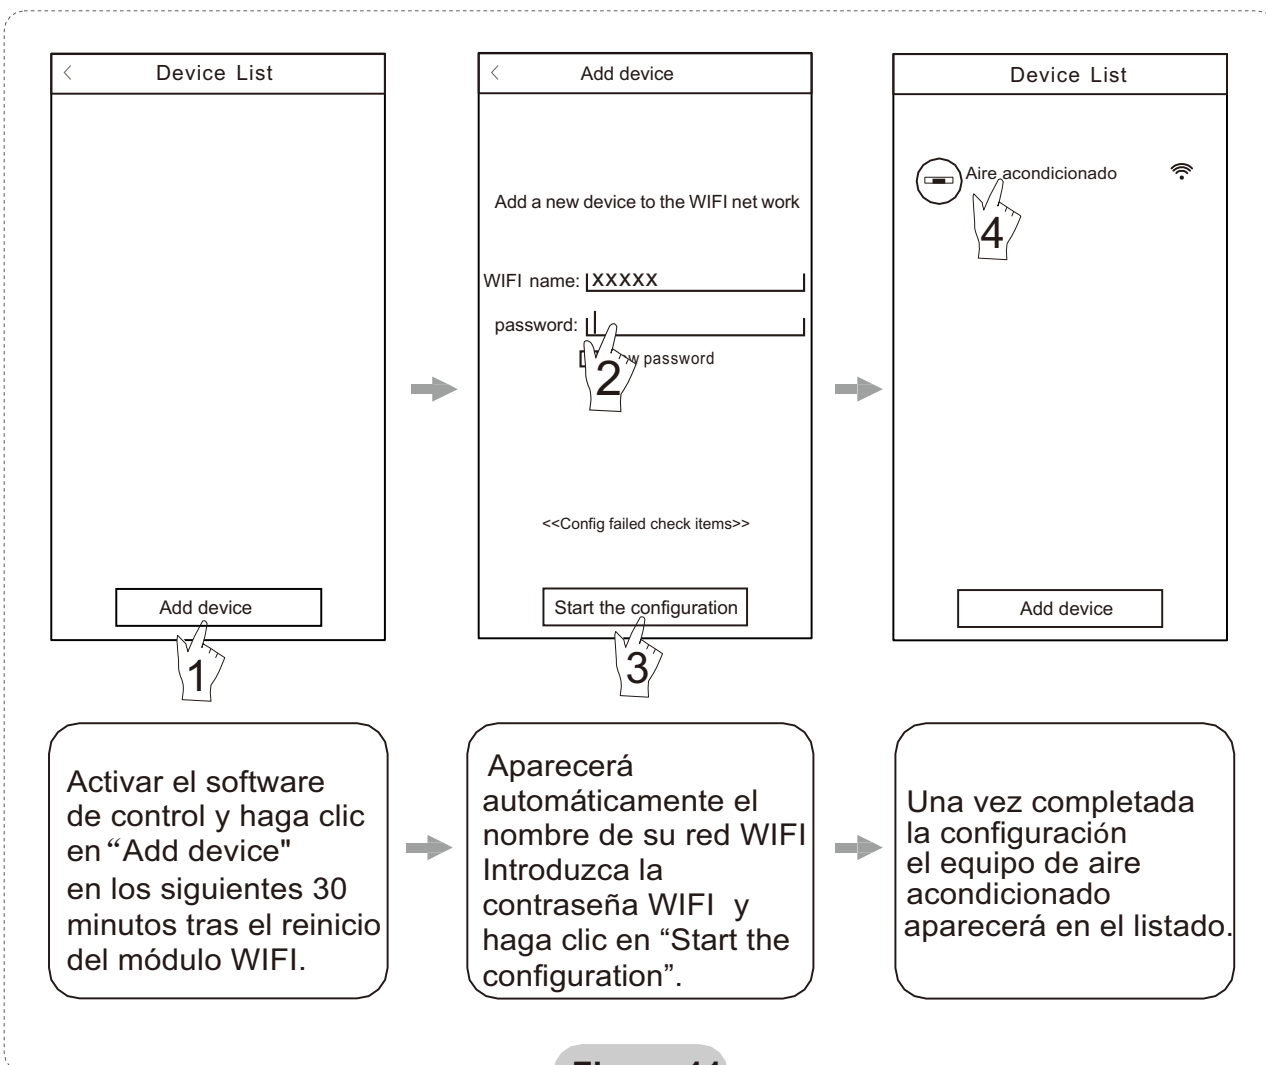 Device List
Add device
1
Add device
Add a new device to the WIFI net work
WIFI name: XXXXX
password:
password
2
<<Config failed check items>>
Start the configuration
3
Device List
Aire acondicionado
4
Add device
Activar el software
de control y haga clic
en “Add device"
en los siguientes 30
minutos tras el reinicio
del módulo WIFI.
Aparecerá
automáticamente el
nombre de su red WIFI
Introduzca la
contraseña WIFI y
haga clic en “Start the
configuration”.
Una vez completada
la configuración
el equipo de aire
acondicionado
aparecerá en el listado.